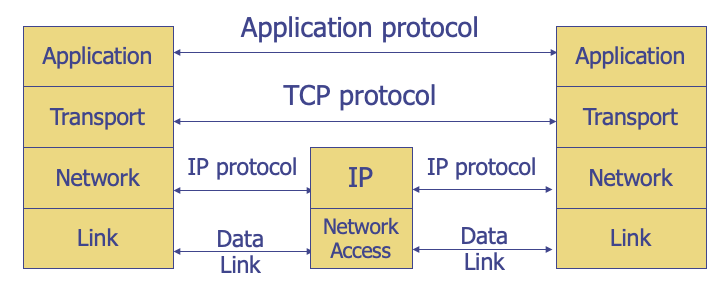 Application protocol
Application
Application
TCP protocol
Transport
Transport
IP protocol
IP protocol
Network
IP
Network
Link
Data
Link
Network
Access
Data
Link
Link